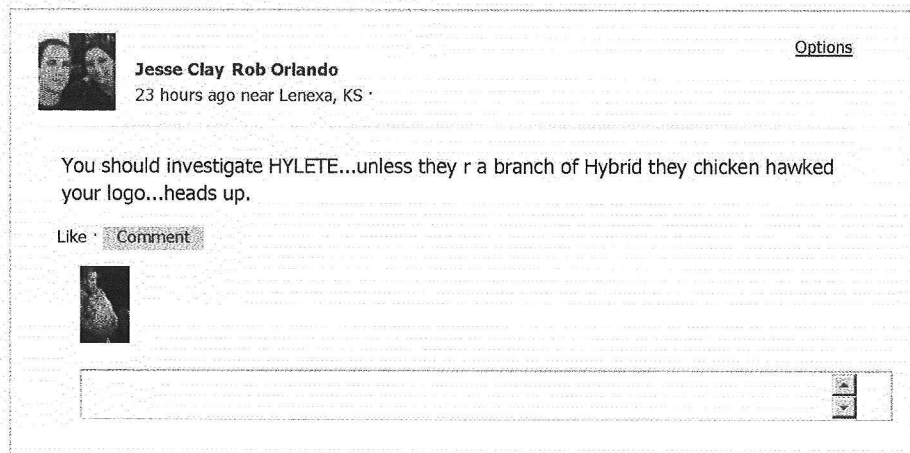 Options
Jesse Clay Rob Orlando
23 hours ago near Lenexa, KS ·
You should investigate HYLETE...unless they r a branch of Hybrid they chicken hawked
your logo...heads up.
Like · Comment